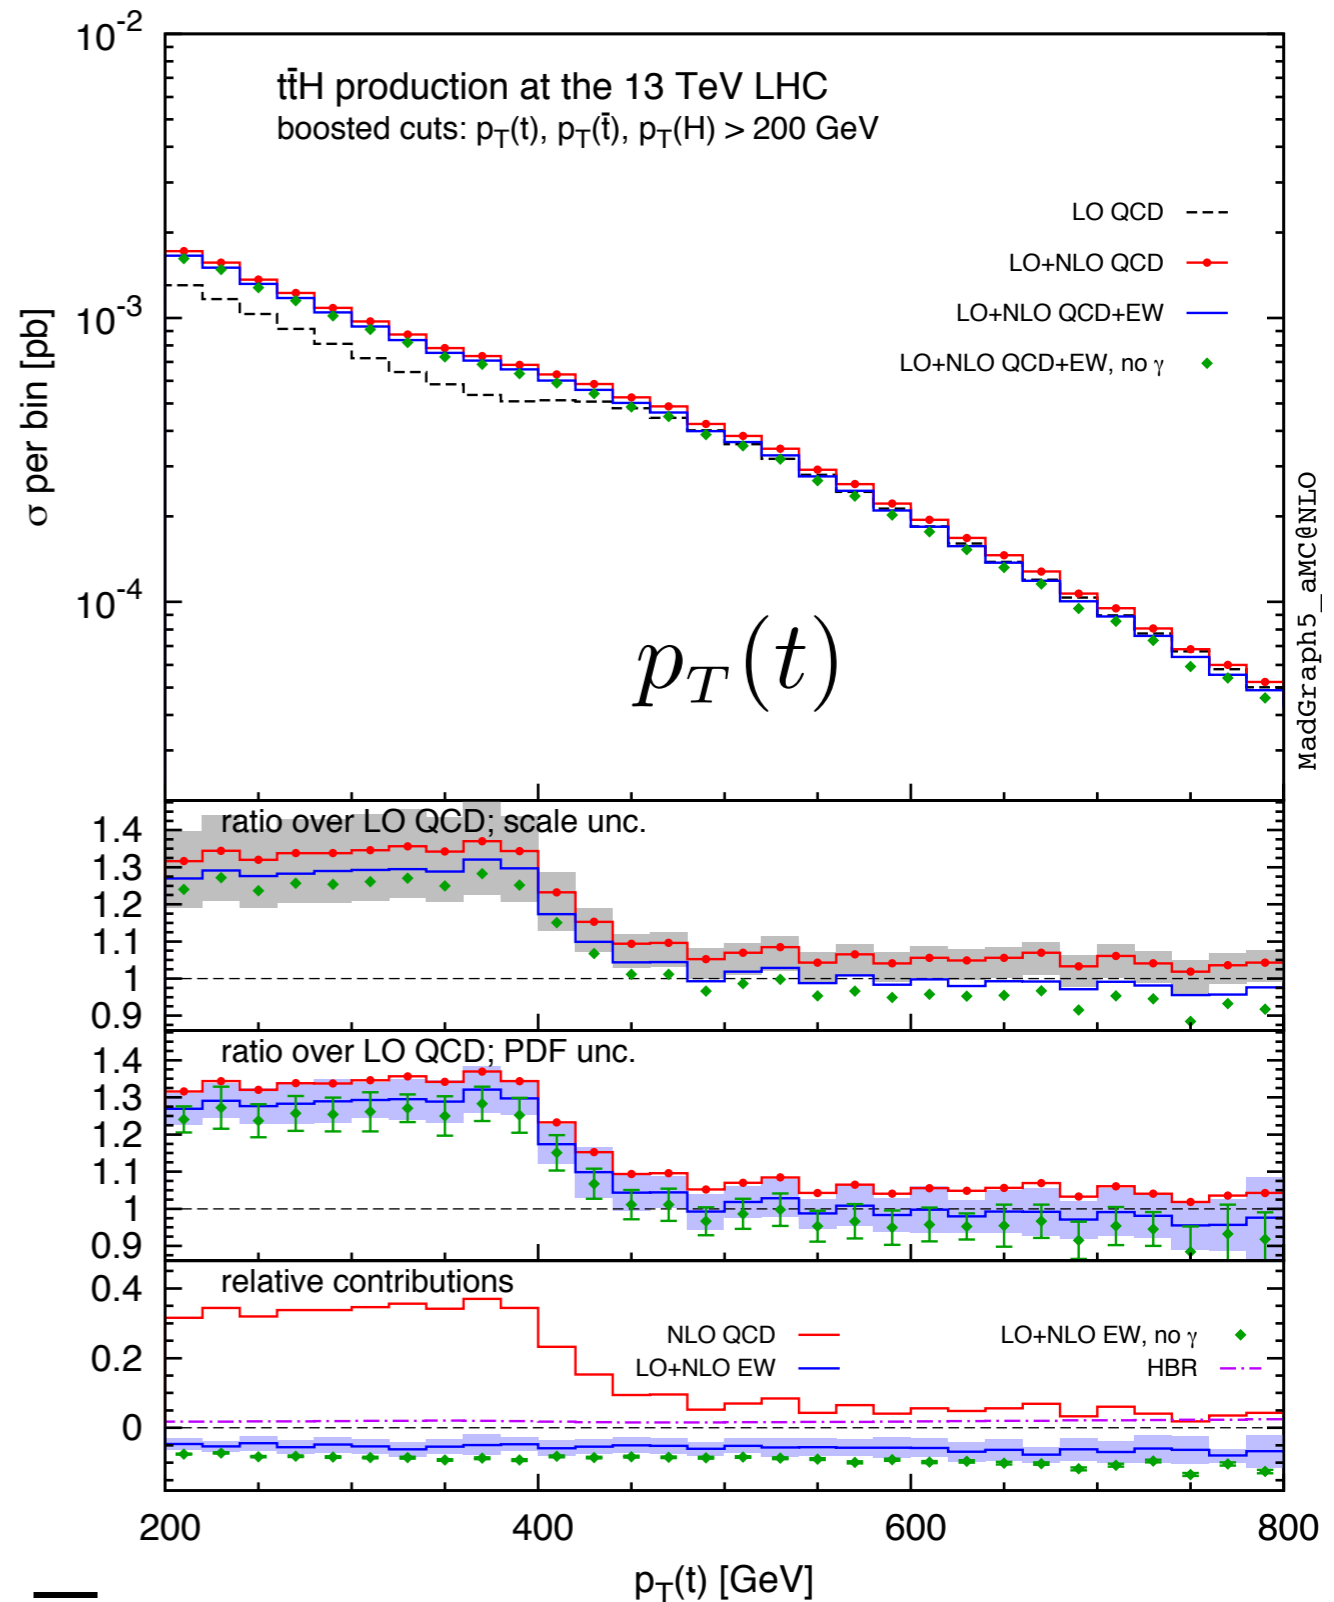 10⁻²
tt̄H production at the 13 TeV LHC
boosted cuts: p_T(t), p_T(t̄), p_T(H) > 200 GeV
LO QCD
LO+NLO QCD
LO+NLO QCD+EW
LO+NLO QCD+EW, no γ
10⁻³
σ per bin [pb]
10⁻⁴
p_T(t)
MadGraph5_aMC@NLO
ratio over LO QCD; scale unc.
1.4
1.3
1.2
1.1
1
0.9
ratio over LO QCD; PDF unc.
1.4
1.3
1.2
1.1
1
0.9
relative contributions
0.4
0.2
0
NLO QCD
LO+NLO EW
LO+NLO EW, no γ
HBR
200 400 600 800
p_T(t) [GeV]